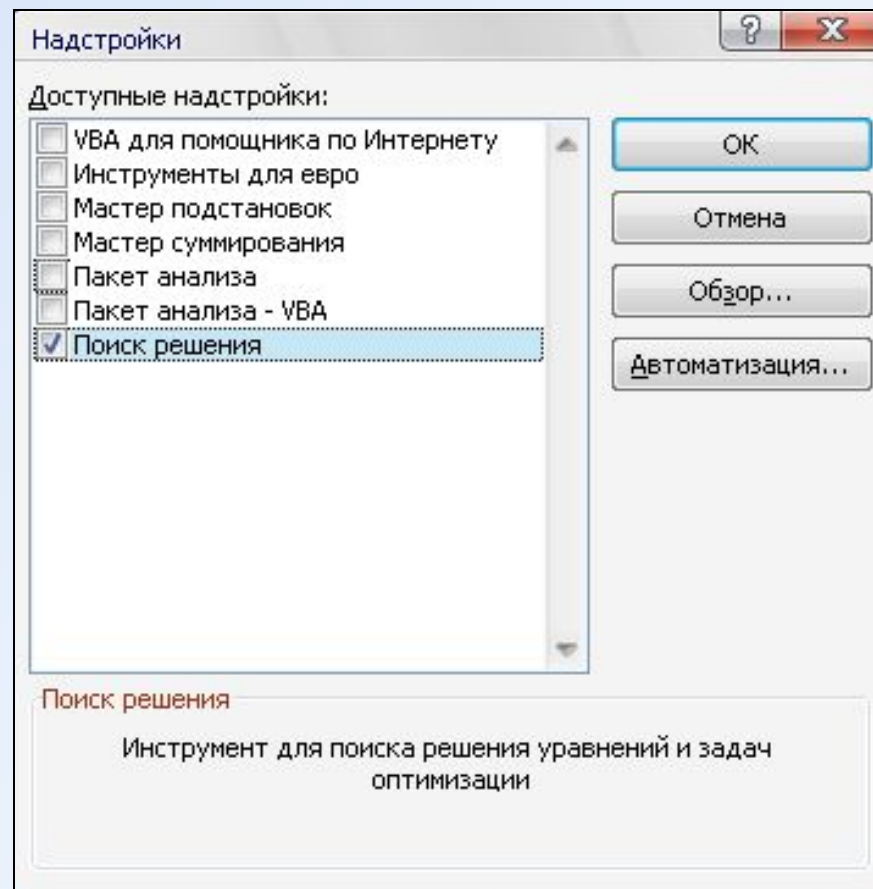 Надстройки
Доступные надстройки:
VBA для помощника по Интернету
Инструменты для евро
Мастер подстановок
Мастер суммирования
Пакет анализа
Пакет анализа - VBA
Поиск решения
ОК
Отмена
Обзор...
Автоматизация...
Поиск решения
Инструмент для поиска решения уравнений и задач
оптимизации